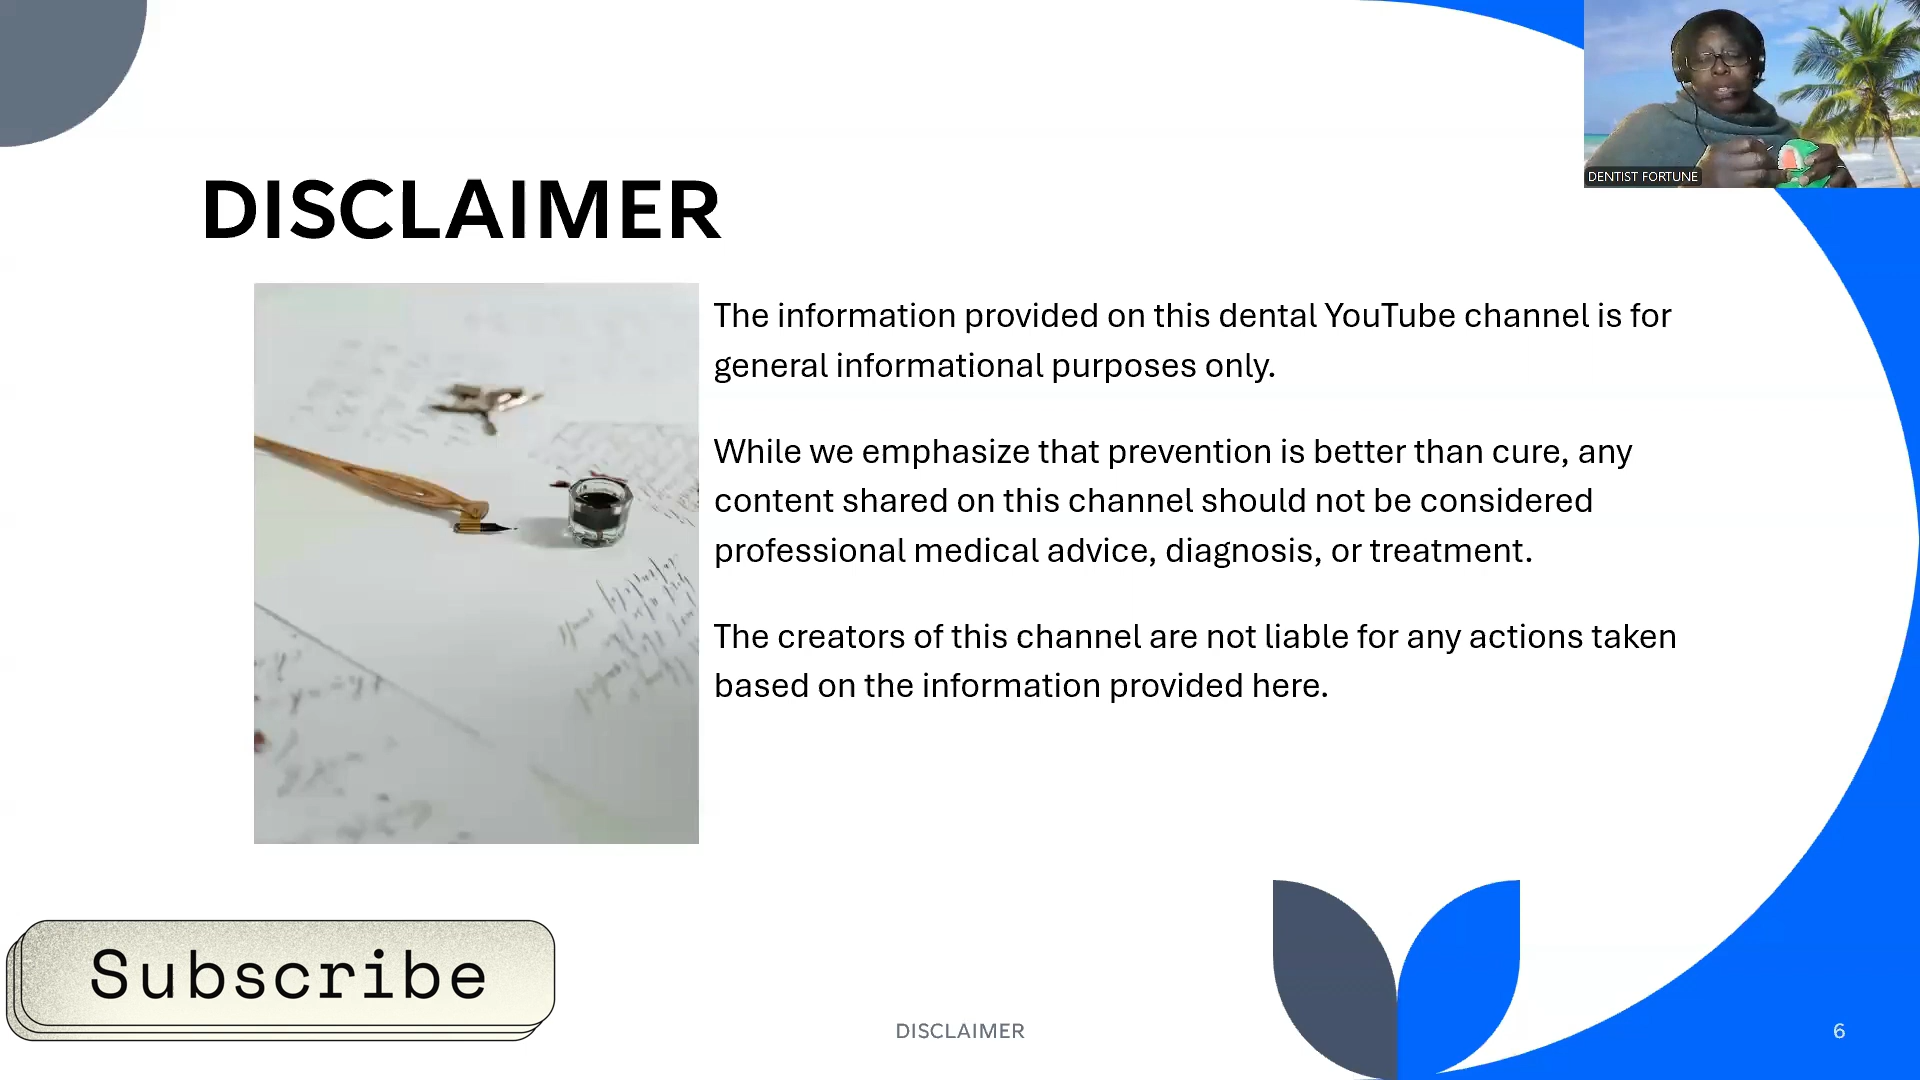 DENTIST FORTUNE
DISCLAIMER
The information provided on this dental YouTube channel is for
general informational purposes only.
While we emphasize that prevention is better than cure, any
content shared on this channel should not be considered
professional medical advice, diagnosis, or treatment.
The creators of this channel are not liable for any actions taken
based on the information provided here.
Subscribe
DISCLAIMER
6